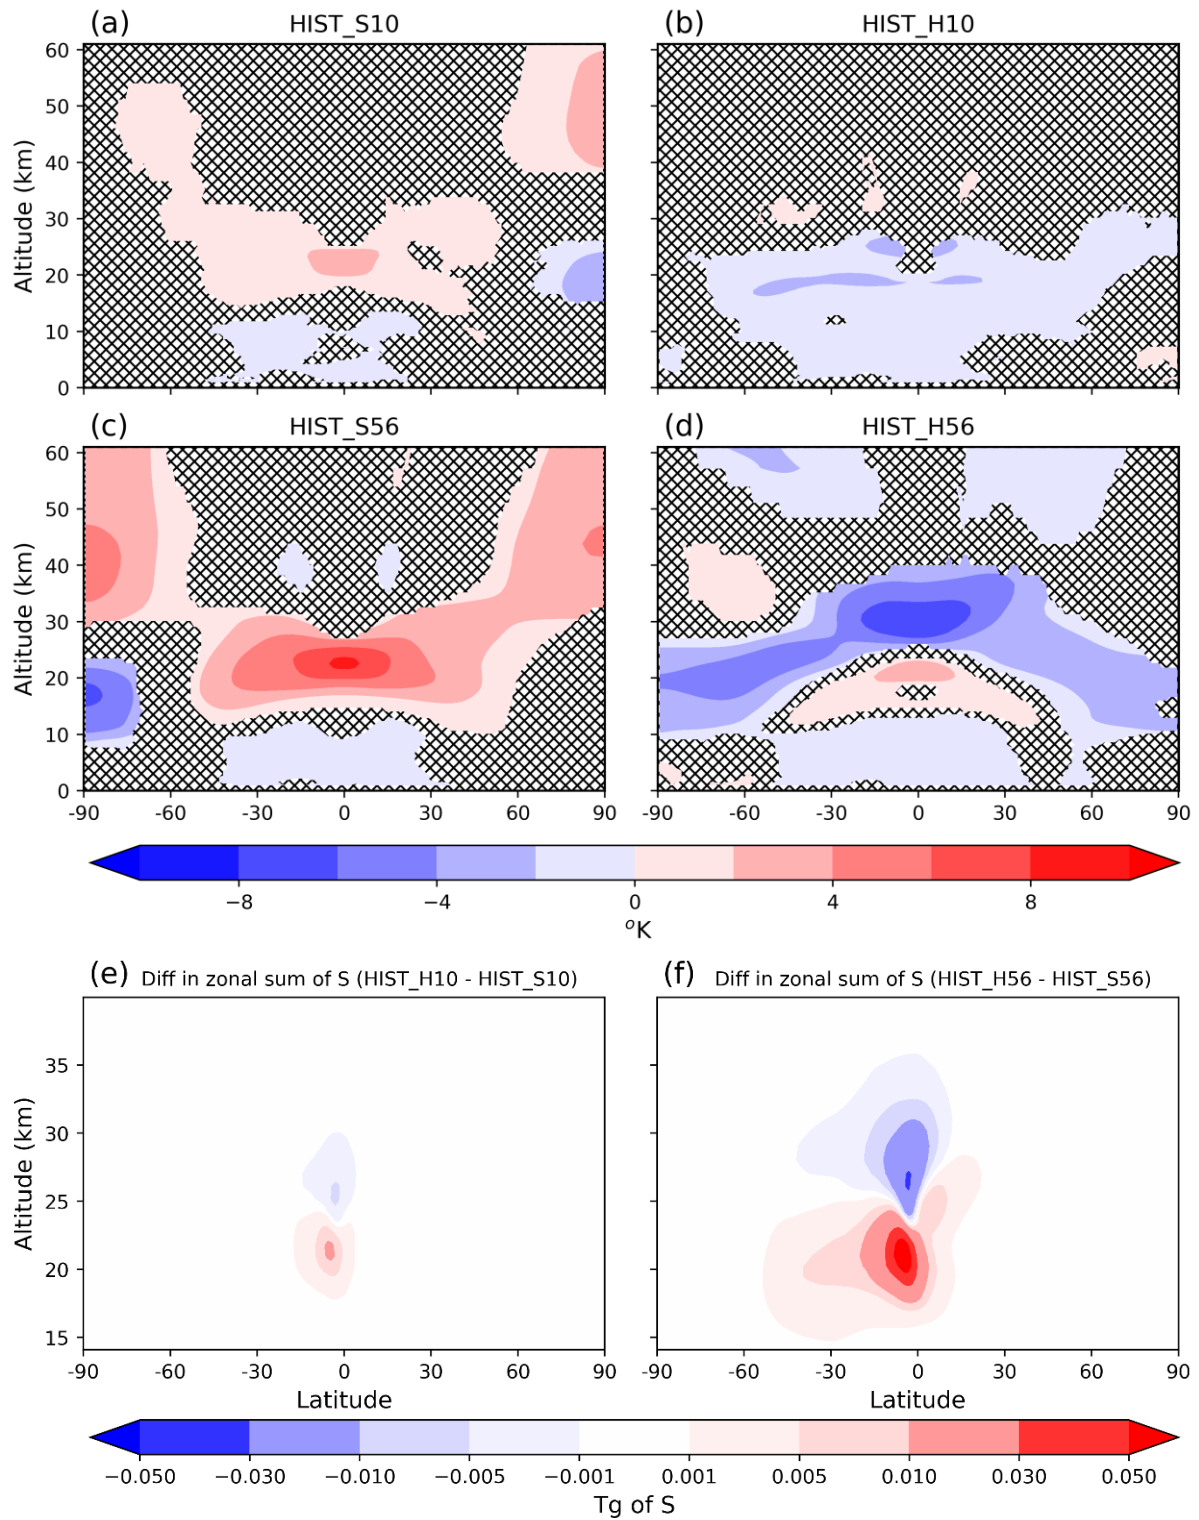 (a) HIST_S10
(b) HIST_H10
60
50
40
30
20
10
0
Altitude (km)
(c) HIST_S56
(d) HIST_H56
60
50
40
30
20
10
0
Altitude (km)
-90 -60 -30 0 30 60 90
-90 -60 -30 0 30 60 90
−8 −4 0 4 8
°K
(e) Diff in zonal sum of S (HIST_H10 - HIST_S10)
(f) Diff in zonal sum of S (HIST_H56 - HIST_S56)
35
30
25
20
15
Altitude (km)
-90 -60 -30 0 30 60 90
-90 -60 -30 0 30 60 90
Latitude
Latitude
−0.050 −0.030 −0.010 −0.005 −0.001 0.001 0.005 0.010 0.030 0.050
Tg of S